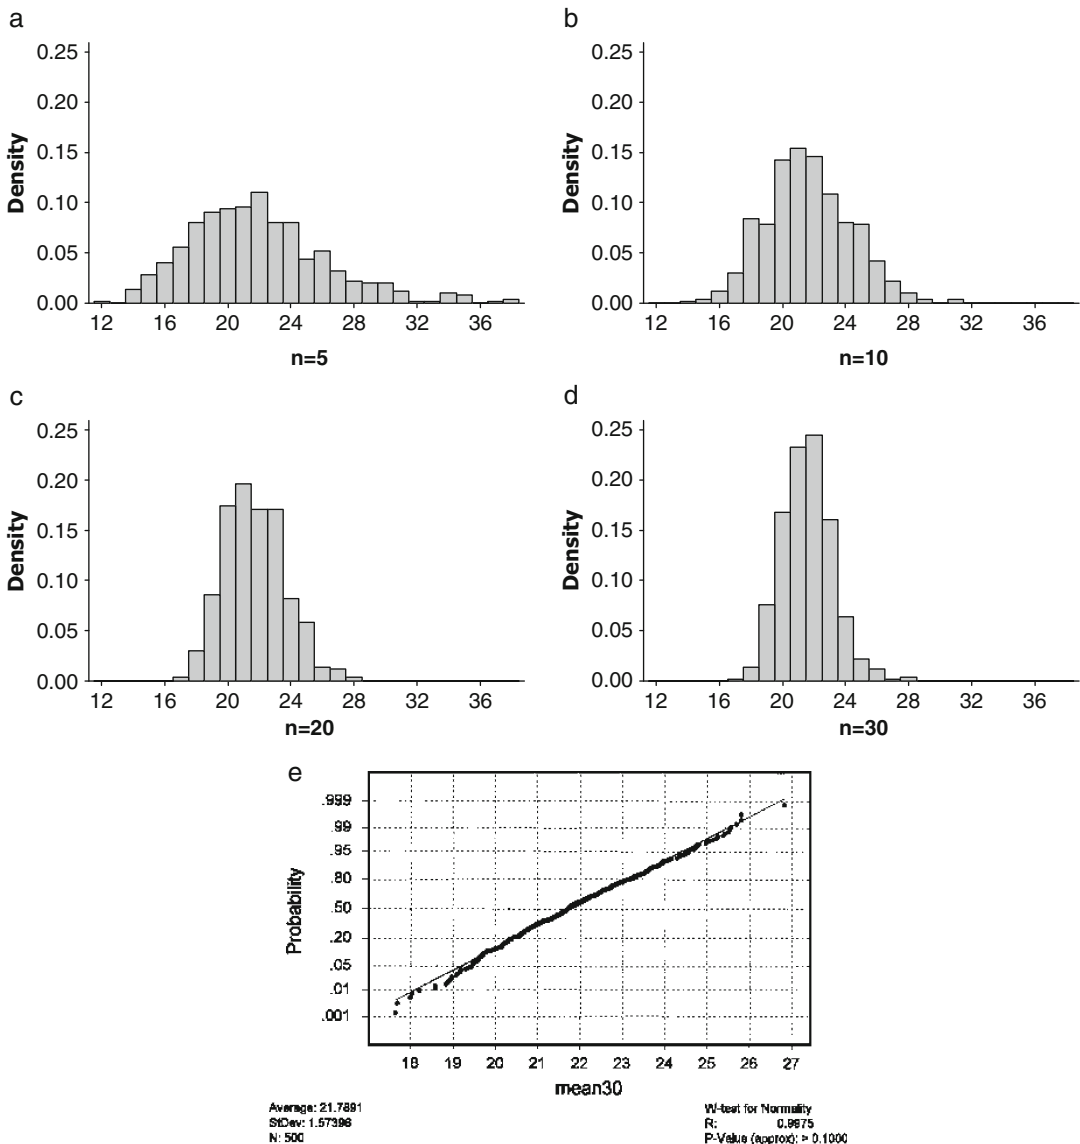 a
0.25
0.20
0.15
0.10
0.05
0.00
Density
12 16 20 24 28 32 36
n=5
b
0.25
0.20
0.15
0.10
0.05
0.00
Density
12 16 20 24 28 32 36
n=10
c
0.25
0.20
0.15
0.10
0.05
0.00
Density
12 16 20 24 28 32 36
n=20
d
0.25
0.20
0.15
0.10
0.05
0.00
Density
12 16 20 24 28 32 36
n=30
e
.999
.99
.95
.80
.50
.20
.05
.01
.001
Probability
18 19 20 21 22 23 24 25 26 27
mean30
Average: 21.7891
StDev: 1.57396
N: 500
W-test for Normality
R: 0.9975
P-Value (approx): > 0.1000